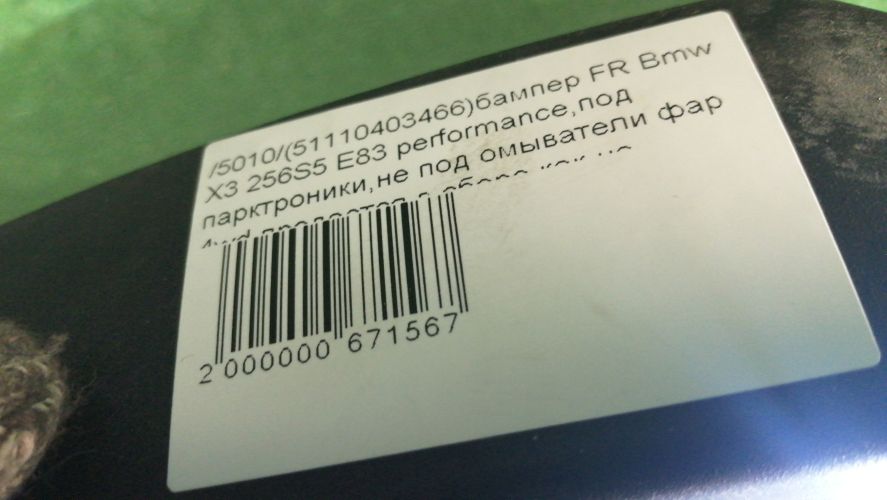 /5010/(51110403466)бампер FR Bmw
X3 256S5 E83 performance,под
парктроники,не под омыватели фар
2 000000 671567